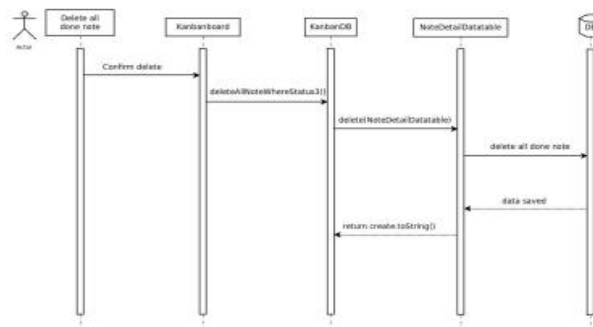 Delete all
done note
Kanbanboard
KanbanDB
NoteDetailDatatable
Actor
Confirm delete
deleteAllNoteWhereStatus3()
delete(NoteDetailDatatable)
delete all done note
data saved
return create.toString()